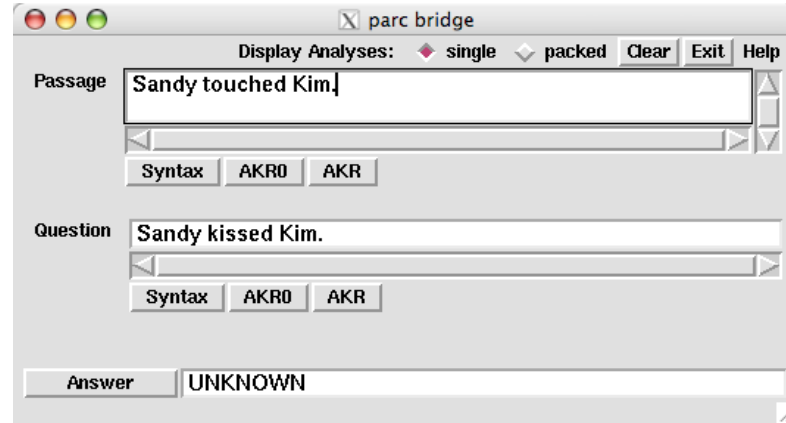 parc bridge
Display Analyses: single packed Clear Exit Help
Passage Sandy touched Kim.
Syntax AKR0 AKR
Question Sandy kissed Kim.
Syntax AKR0 AKR
Answer UNKNOWN